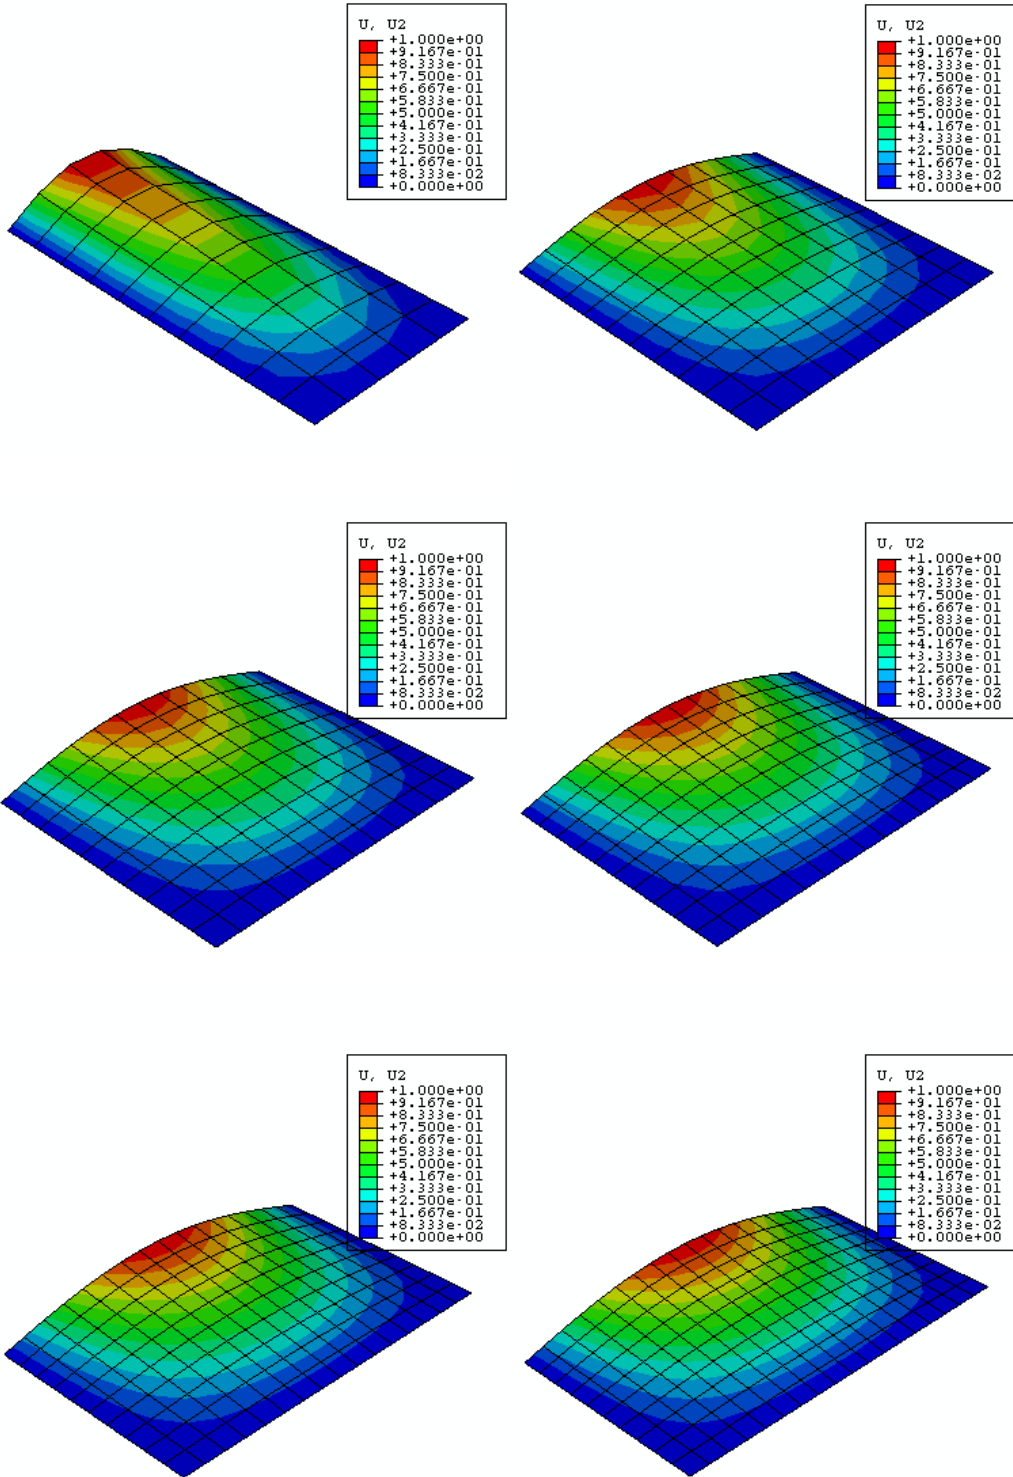 U, U2
+1.000e+00
+9.167e-01
+8.333e-01
+7.500e-01
+6.667e-01
+5.833e-01
+5.000e-01
+4.167e-01
+3.333e-01
+2.500e-01
+1.667e-01
+8.333e-02
+0.000e+00
U, U2
+1.000e+00
+9.167e-01
+8.333e-01
+7.500e-01
+6.667e-01
+5.833e-01
+5.000e-01
+4.167e-01
+3.333e-01
+2.500e-01
+1.667e-01
+8.333e-02
+0.000e+00
U, U2
+1.000e+00
+9.167e-01
+8.333e-01
+7.500e-01
+6.667e-01
+5.833e-01
+5.000e-01
+4.167e-01
+3.333e-01
+2.500e-01
+1.667e-01
+8.333e-02
+0.000e+00
U, U2
+1.000e+00
+9.167e-01
+8.333e-01
+7.500e-01
+6.667e-01
+5.833e-01
+5.000e-01
+4.167e-01
+3.333e-01
+2.500e-01
+1.667e-01
+8.333e-02
+0.000e+00
U, U2
+1.000e+00
+9.167e-01
+8.333e-01
+7.500e-01
+6.667e-01
+5.833e-01
+5.000e-01
+4.167e-01
+3.333e-01
+2.500e-01
+1.667e-01
+8.333e-02
+0.000e+00
U, U2
+1.000e+00
+9.167e-01
+8.333e-01
+7.500e-01
+6.667e-01
+5.833e-01
+5.000e-01
+4.167e-01
+3.333e-01
+2.500e-01
+1.667e-01
+8.333e-02
+0.000e+00